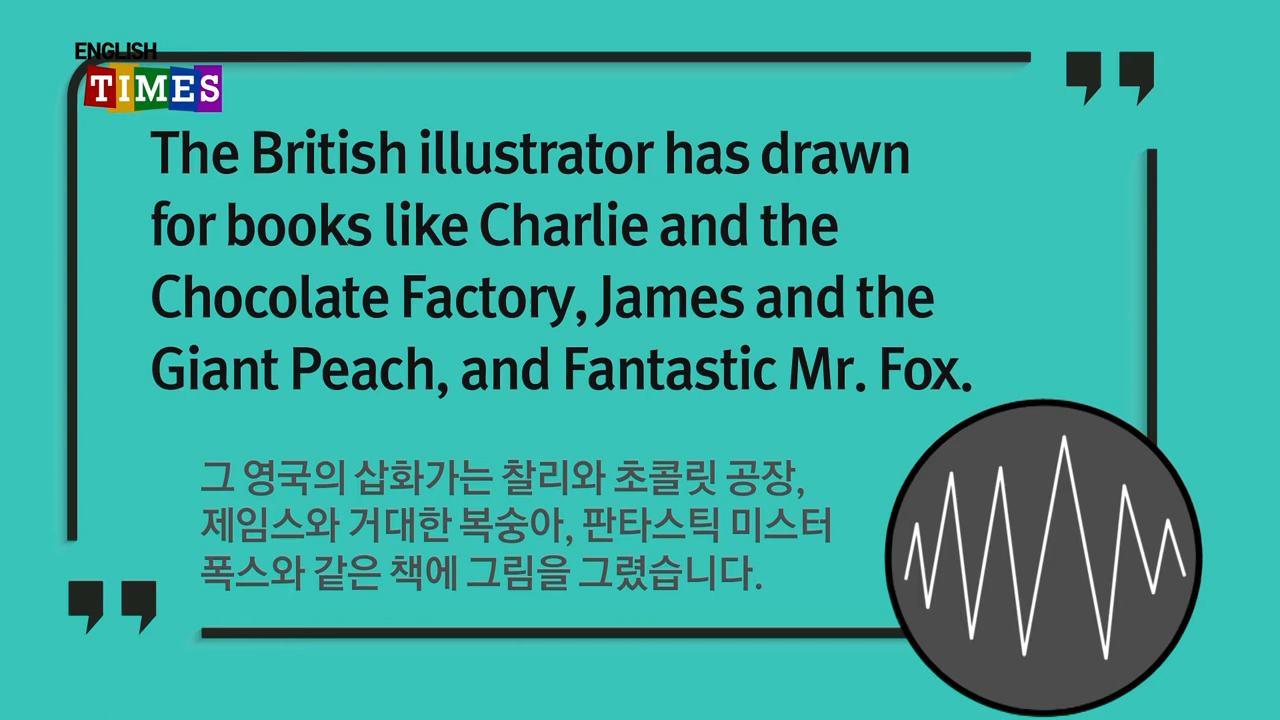 ENGLISH
TIMES
The British illustrator has drawn
for books like Charlie and the
Chocolate Factory, James and the
Giant Peach, and Fantastic Mr. Fox.
그 영국의 삽화가는 찰리와 초콜릿 공장,
제임스와 거대한 복숭아, 판타스틱 미스터
폭스와 같은 책에 그림을 그렸습니다.